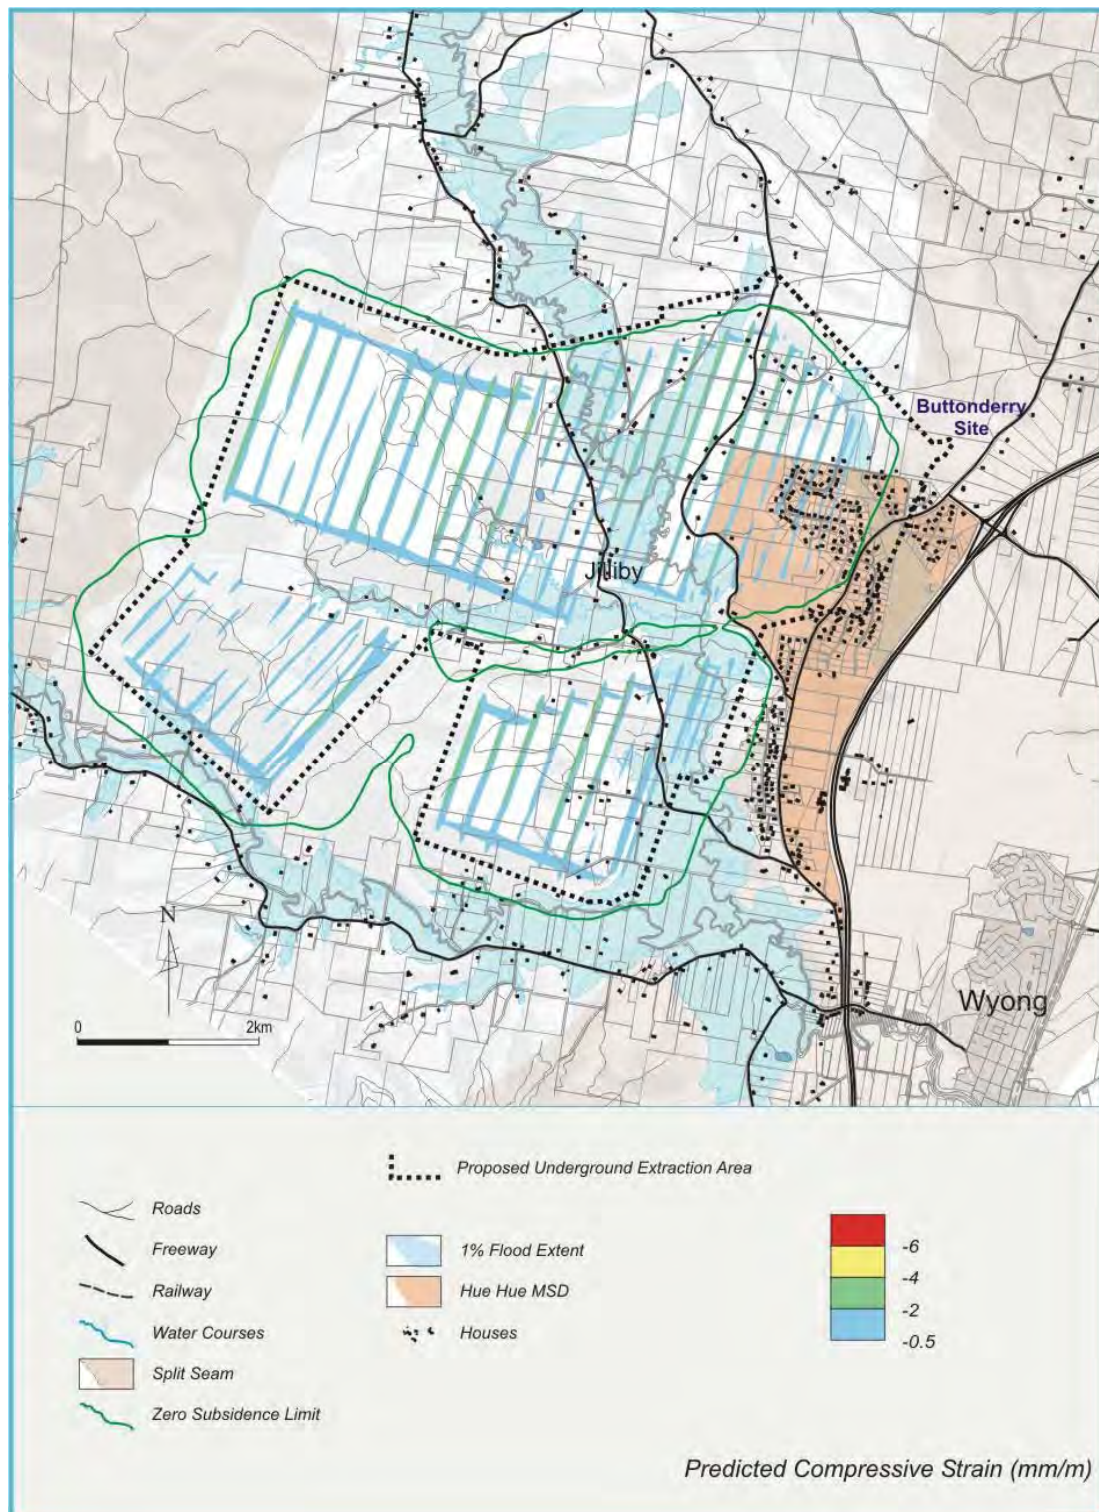 Buttonderry
Site
Jilliby
N
0 2km
Wyong
Proposed Underground Extraction Area
Roads
Freeway
1% Flood Extent
-6
Railway
Hue Hue MSD
-4
Water Courses
Houses
-2
-0.5
Split Seam
Zero Subsidence Limit
Predicted Compressive Strain (mm/m)